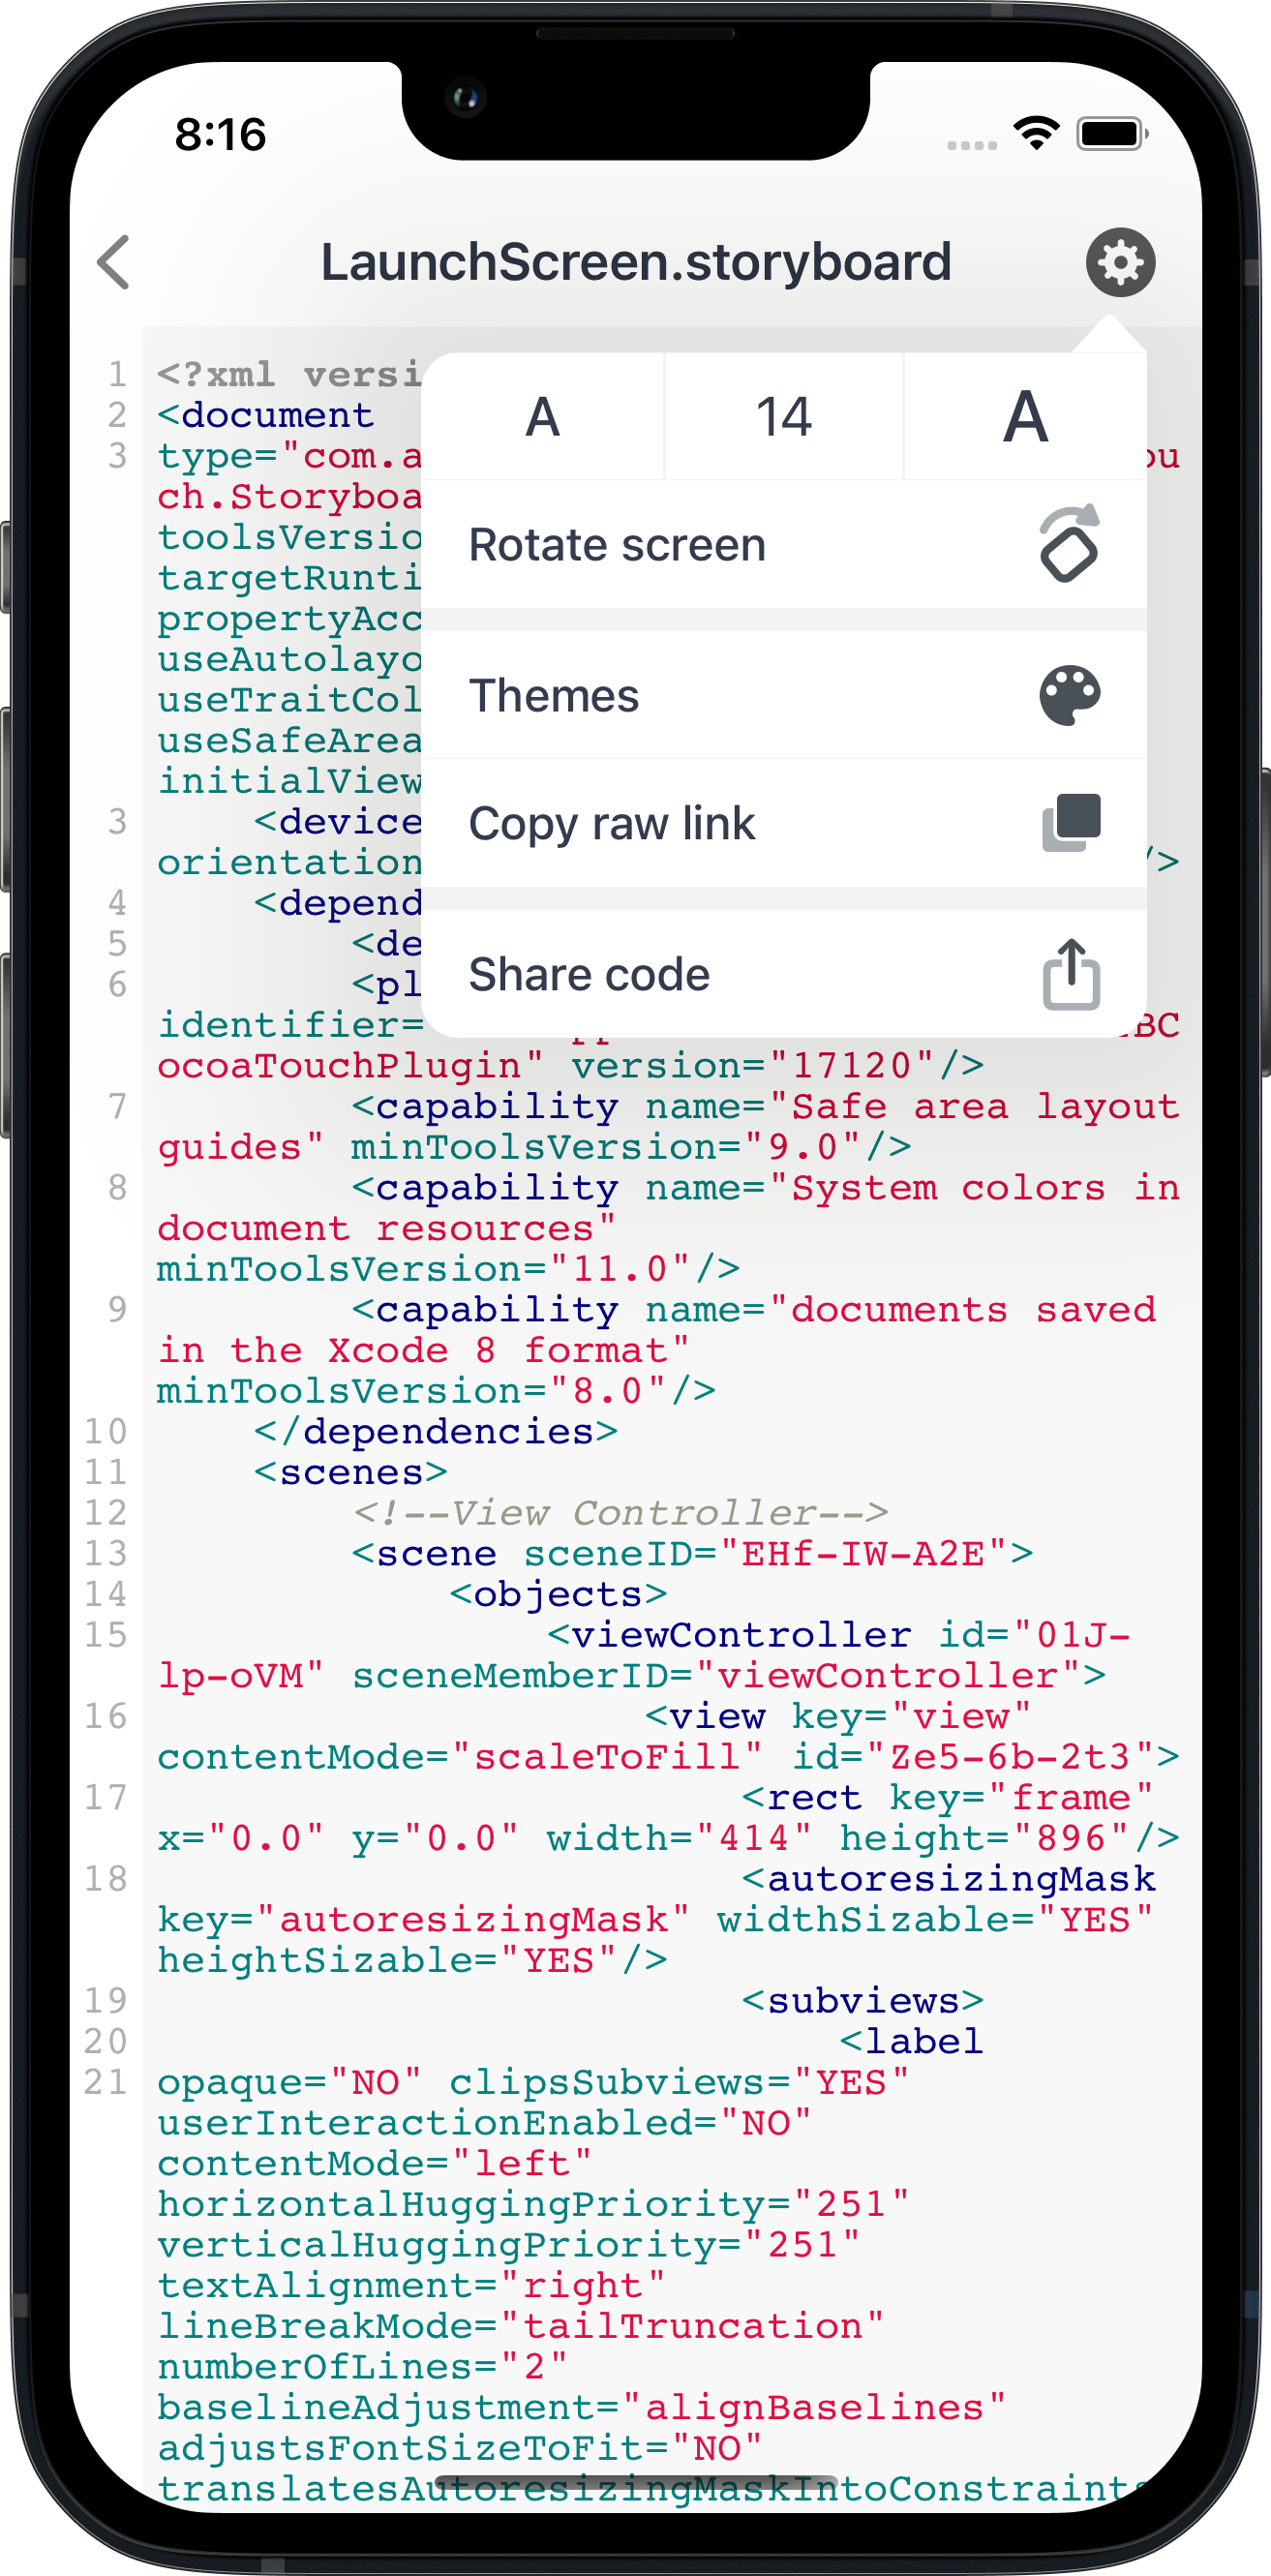 8:16
LaunchScreen.storyboard
A 14 A
Rotate screen
Themes
Copy raw link
Share code
1 <?xml versi
2 <document
3 type="com.a ou
ch.Storyboa
toolsVersio
targetRunti
propertyAcc
useAutolayo
useTraitCol
useSafeArea
initialView
3 <device
orientation />
4 <depend
5 <de
6 <pl
identifier= BC
ocoaTouchPlugin" version="17120"/>
7 <capability name="Safe area layout
guides" minToolsVersion="9.0"/>
8 <capability name="System colors in
document resources"
minToolsVersion="11.0"/>
9 <capability name="documents saved
in the Xcode 8 format"
minToolsVersion="8.0"/>
10 </dependencies>
11 <scenes>
12 <!--View Controller-->
13 <scene sceneID="EHf-IW-A2E">
14 <objects>
15 <viewController id="01J-
lp-oVM" sceneMemberID="viewController">
16 <view key="view"
contentMode="scaleToFill" id="Ze5-6b-2t3">
17 <rect key="frame"
x="0.0" y="0.0" width="414" height="896"/>
18 <autoresizingMask
key="autoresizingMask" widthSizable="YES"
heightSizable="YES"/>
19 <subviews>
20 <label
21 opaque="NO" clipsSubviews="YES"
userInteractionEnabled="NO"
contentMode="left"
horizontalHuggingPriority="251"
verticalHuggingPriority="251"
textAlignment="right"
lineBreakMode="tailTruncation"
numberOfLines="2"
baselineAdjustment="alignBaselines"
adjustsFontSizeToFit="NO"
translatesAutoresizingMaskIntoConstraints